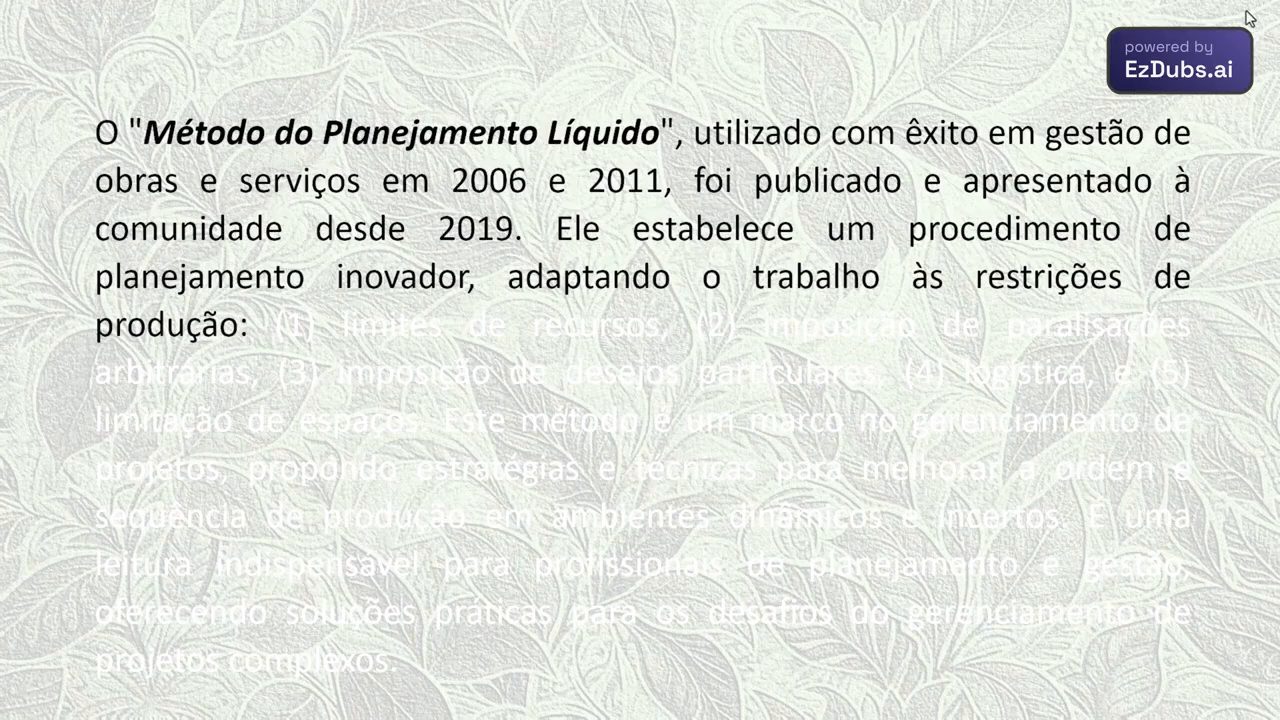 powered by
EzDubs.ai
O "Método do Planejamento Líquido", utilizado com êxito em gestão de
obras e serviços em 2006 e 2011, foi publicado e apresentado à
comunidade desde 2019. Ele estabelece um procedimento de
planejamento inovador, adaptando o trabalho às restrições de
produção: (1) limite de recursos, (2) imposição de paralisações
arbitrárias, (3) imposição de desejos particulares, (4) logística, e (5)
limitação de espaços. Este método é um marco no gerenciamento de
projetos, propondo estratégias e técnicas para melhorar a ordem e
sequência de produção em ambientes dinâmicos e incertos. É uma
leitura indispensável para profissionais de planejamento e gestão,
oferecendo soluções práticas para os desafios do gerenciamento de
projetos complexos.